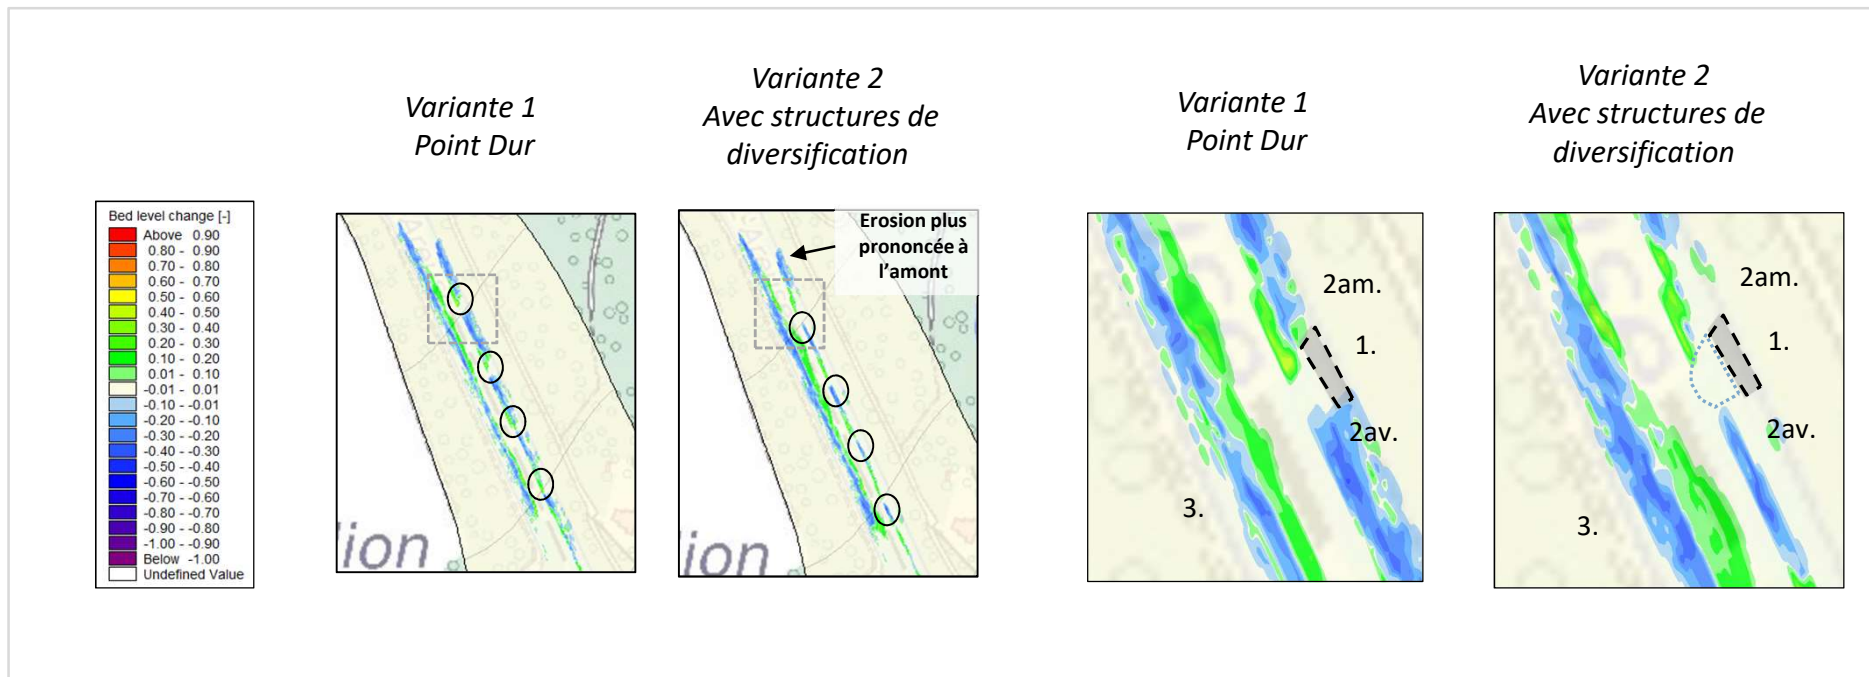 Variante 1
Point Dur
Variante 2
Avec structures de
diversification
Variante 1
Point Dur
Variante 2
Avec structures de
diversification
Bed level change [-]
Above 0.90
0.80 - 0.90
0.70 - 0.80
0.60 - 0.70
0.50 - 0.60
0.40 - 0.50
0.30 - 0.40
0.20 - 0.30
0.10 - 0.20
0.01 - 0.10
-0.01 - 0.01
-0.10 - -0.01
-0.20 - -0.10
-0.30 - -0.20
-0.40 - -0.30
-0.50 - -0.40
-0.60 - -0.50
-0.70 - -0.60
-0.80 - -0.70
-0.90 - -0.80
-1.00 - -0.90
Below -1.00
Undefined Value
lion
Erosion plus
prononcée à
l'amont
lion
2am.
1.
2av.
3.
2am.
1.
2av.
3.